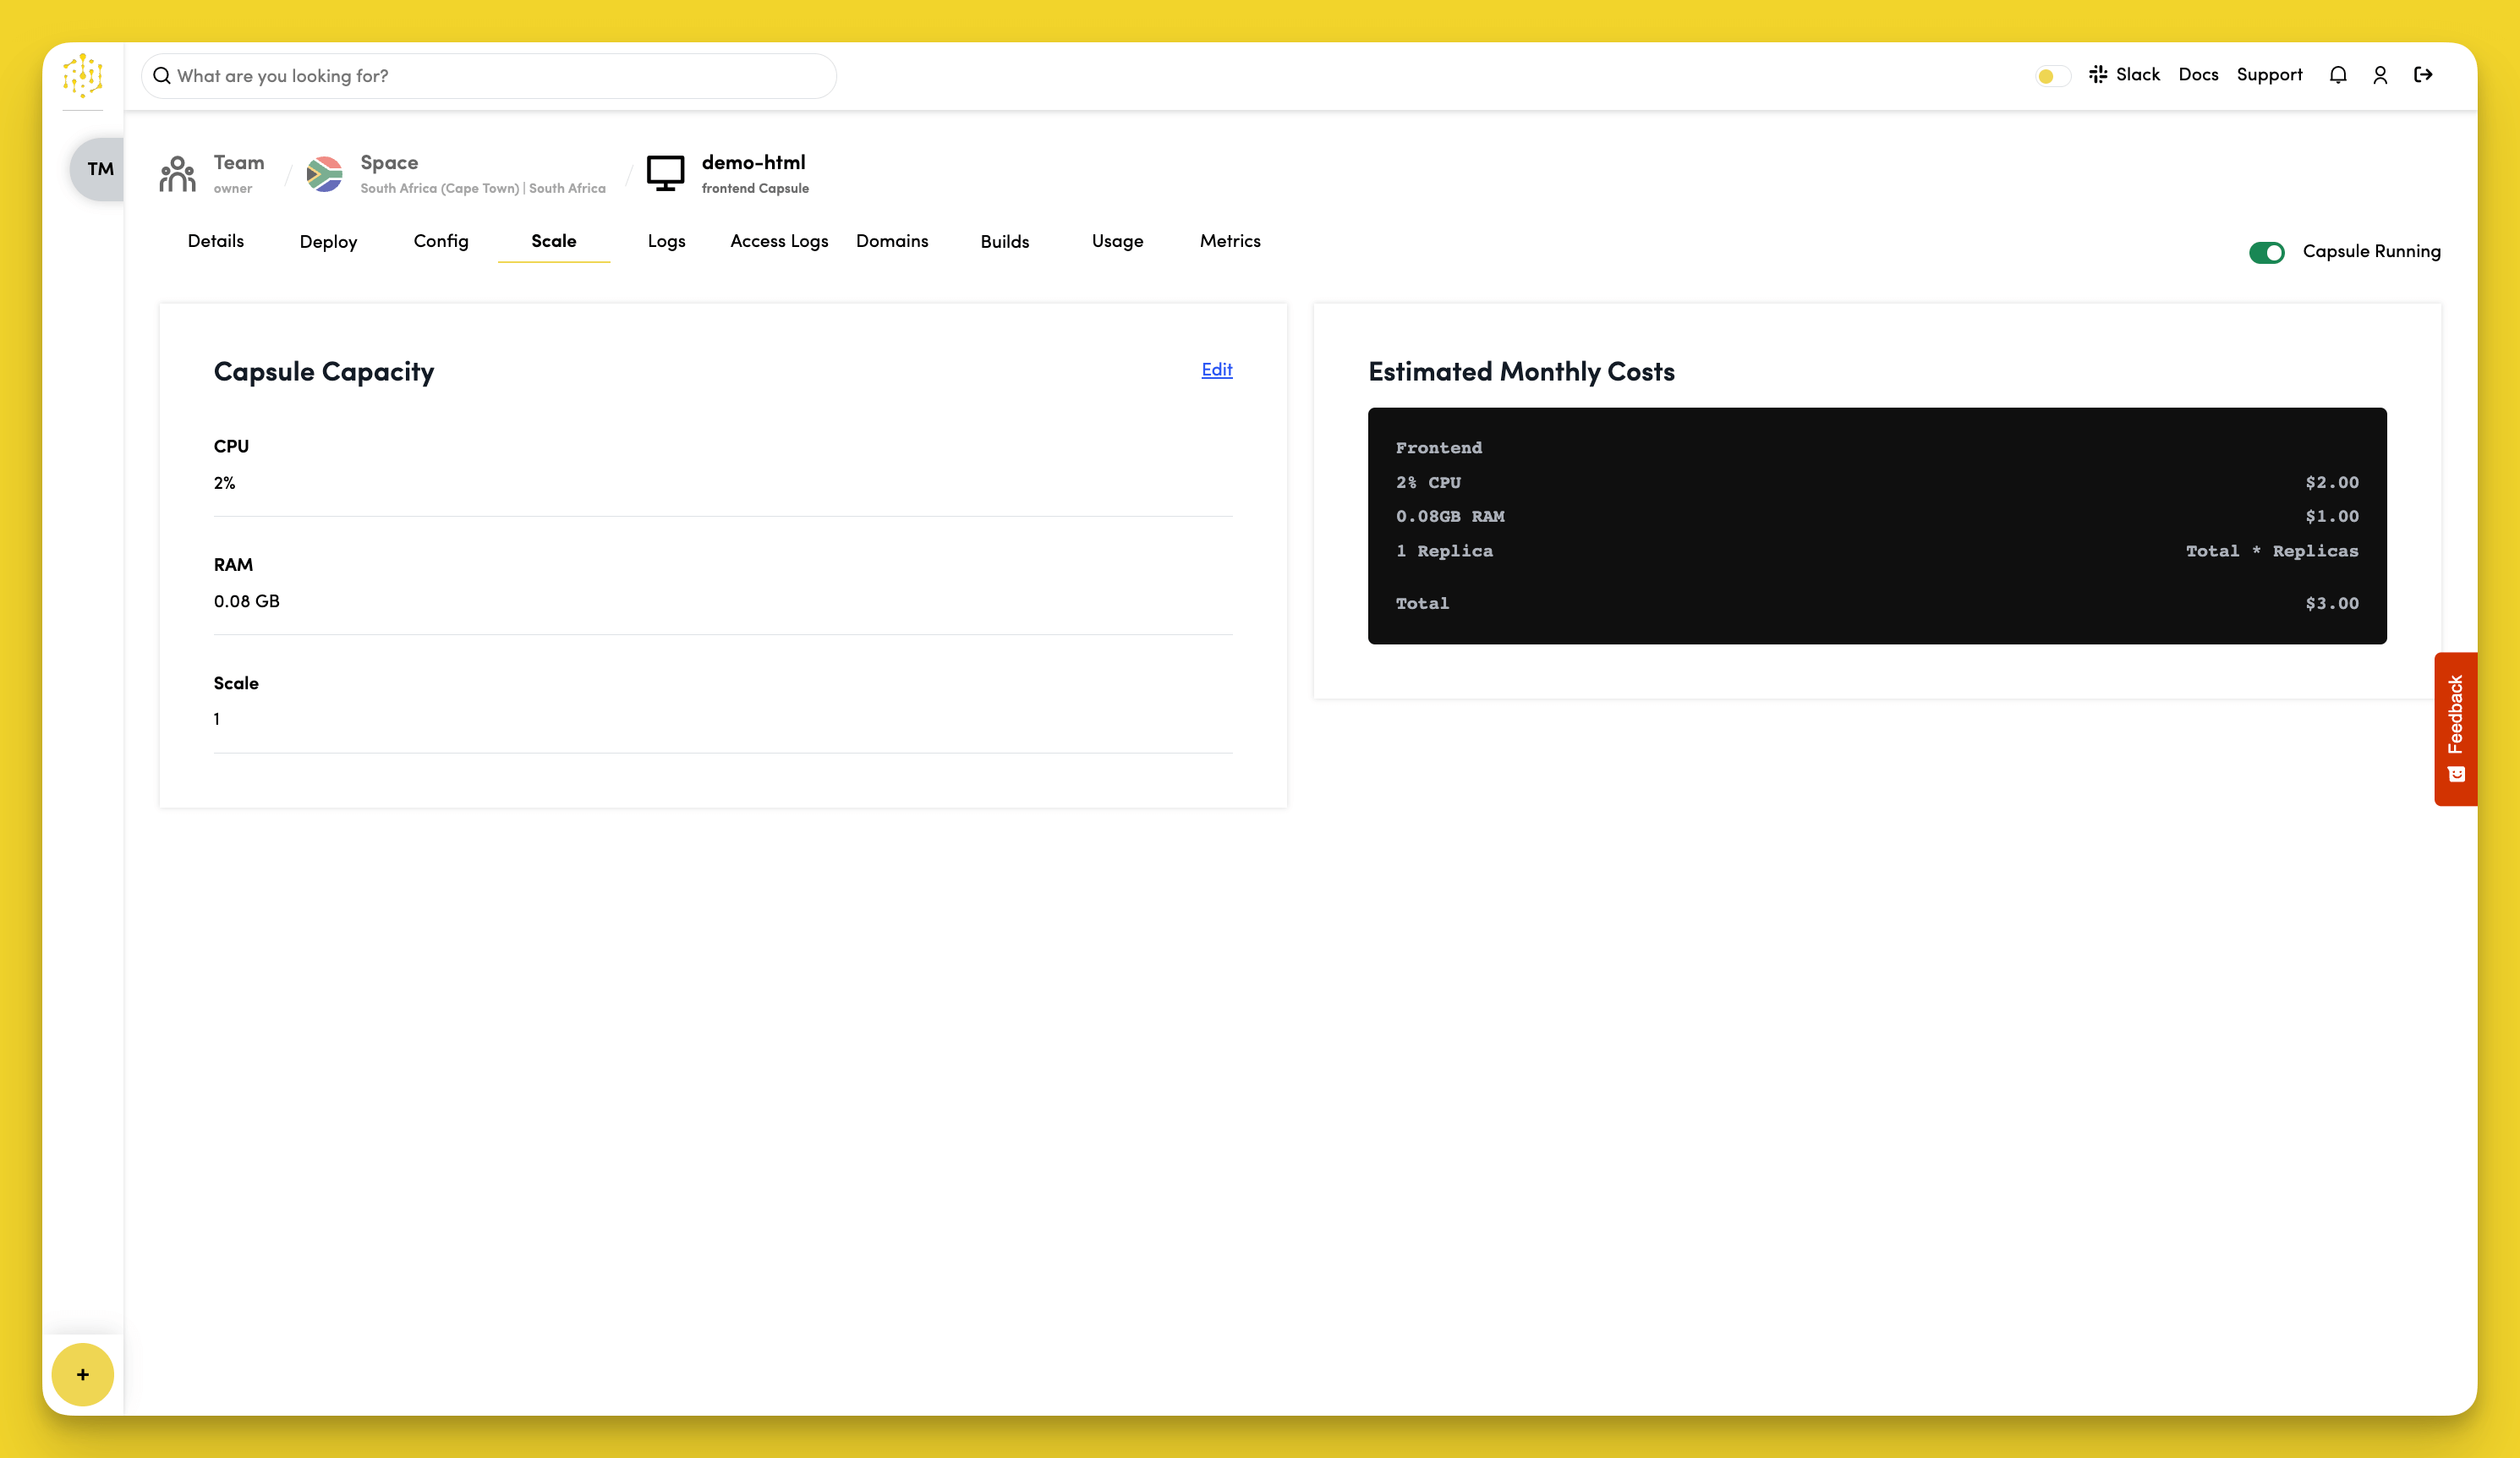 What are you looking for?
Slack Docs Support
TM
Team
owner
Space
South Africa (Cape Town) | South Africa
demo-html
frontend Capsule
Details Deploy Config Scale Logs Access Logs Domains Builds Usage Metrics
Capsule Running
Capsule Capacity
Edit
CPU
2%
RAM
0.08 GB
Scale
1
Estimated Monthly Costs
Frontend
2% CPU $2.00
0.08GB RAM $1.00
1 Replica Total * Replicas
Total $3.00
Feedback
+